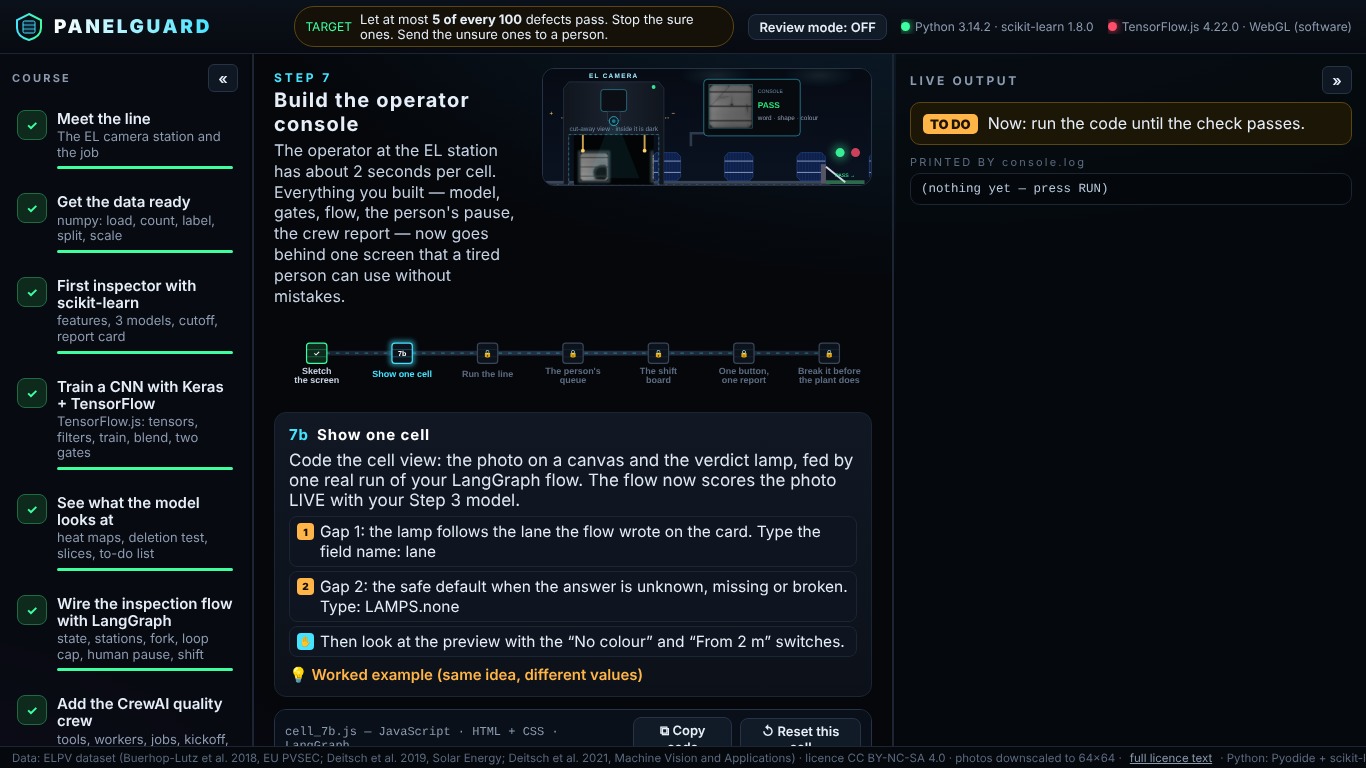 PANELGUARD
TARGET
Let at most 5 of every 100 defects pass. Stop the sure
ones. Send the unsure ones to a person.
Review mode: OFF
Python 3.14.2 · scikit-learn 1.8.0
TensorFlow.js 4.22.0 · WebGL (software)
COURSE
«
Meet the line
The EL camera station and
the job
Get the data ready
numpy: load, count, label,
split, scale
First inspector with
scikit-learn
features, 3 models, cutoff,
report card
Train a CNN with Keras
+ TensorFlow
TensorFlow.js: tensors,
filters, train, blend, two
gates
See what the model
looks at
heat maps, deletion test,
slices, to-do list
Wire the inspection flow
with LangGraph
state, stations, fork, loop
cap, human pause, shift
Add the CrewAI quality
crew
tools, workers, jobs, kickoff,
STEP 7
Build the operator
console
The operator at the EL station
has about 2 seconds per cell.
Everything you built — model,
gates, flow, the person's pause,
the crew report — now goes
behind one screen that a tired
person can use without
mistakes.
EL CAMERA
cut-away view · inside it is dark
CONSOLE
PASS
word · shape · colour
7b
Sketch
the screen
Show one cell
Run the line
The person's
queue
The shift
board
One button,
one report
Break it before
the plant does
7b Show one cell
Code the cell view: the photo on a canvas and the verdict lamp, fed by
one real run of your LangGraph flow. The flow now scores the photo
LIVE with your Step 3 model.
1 Gap 1: the lamp follows the lane the flow wrote on the card. Type the
field name: lane
2 Gap 2: the safe default when the answer is unknown, missing or broken.
Type: LAMPS.none
Then look at the preview with the “No colour” and “From 2 m” switches.
Worked example (same idea, different values)
cell_7b.js — JavaScript · HTML + CSS ·
LangGraph
Copy
code
Reset this
cell
LIVE OUTPUT
»
TO DO Now: run the code until the check passes.
PRINTED BY console.log
(nothing yet — press RUN)
Data: ELPV dataset (Buerhop-Lutz et al. 2018, EU PVSEC; Deitsch et al. 2019, Solar Energy; Deitsch et al. 2021, Machine Vision and Applications) · licence CC BY-NC-SA 4.0 · photos downscaled to 64×64 · full licence text · Python: Pyodide + scikit-